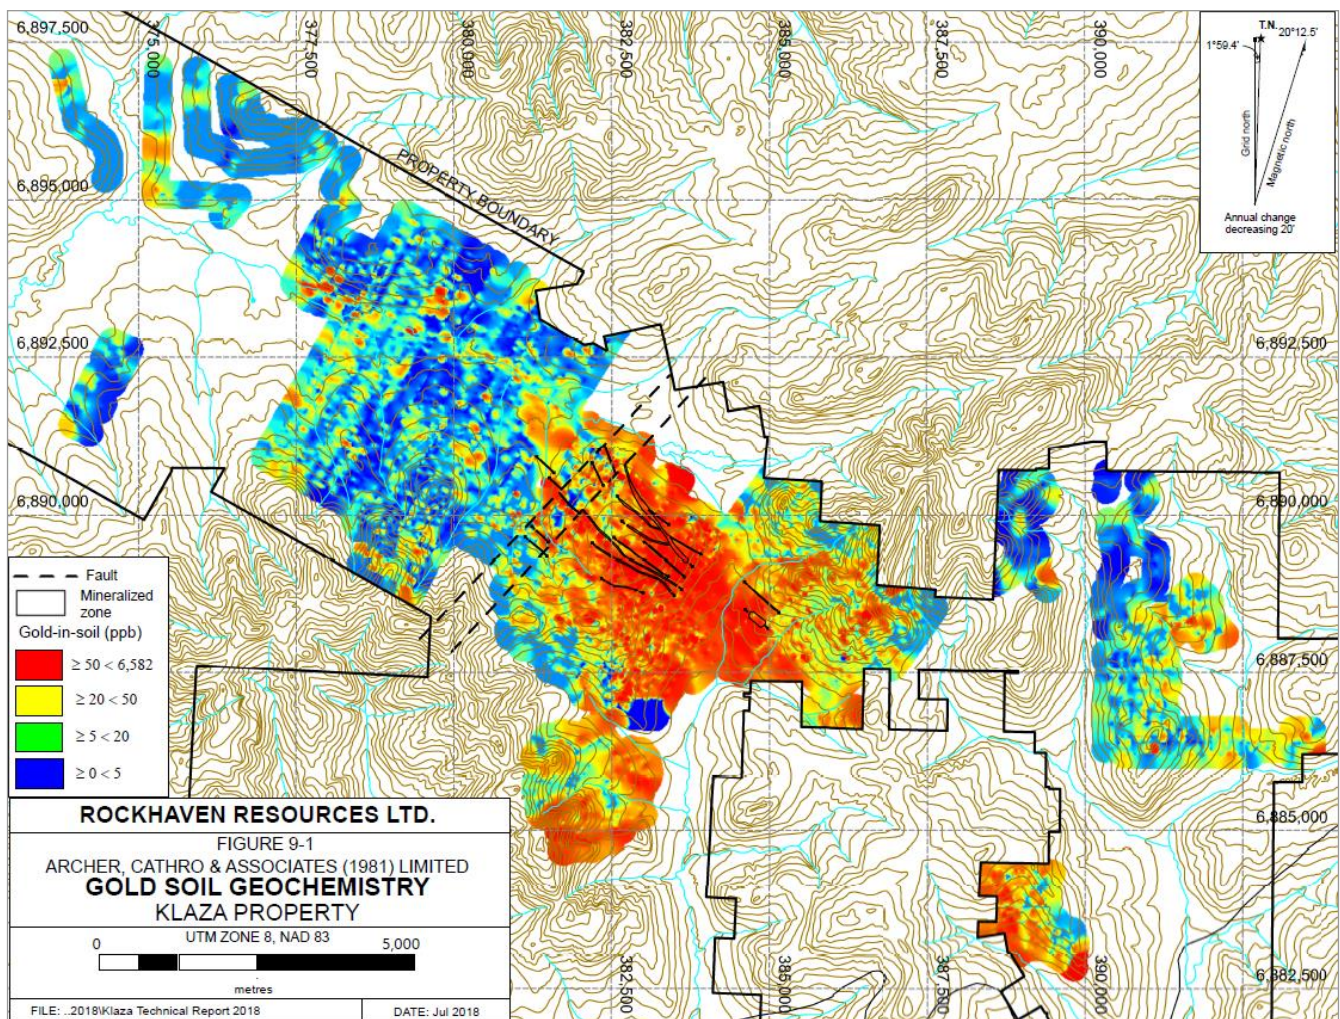 6,897,500
375,000
377,500
380,000
382,500
385,000
387,500
390,000
T.N.
1°59.4'
20°12.5'
Grid north
Magnetic north
Annual change
decreasing 20'
PROPERTY BOUNDARY
6,895,000
6,895,000
6,892,500
6,892,500
6,890,000
6,890,000
Fault
Mineralized
zone
Gold-in-soil (ppb)
≥ 50 < 6,582
≥ 20 < 50
≥ 5 < 20
≥ 0 < 5
6,887,500
6,885,000
6,882,500
382,500
385,000
387,500
390,000
ROCKHAVEN RESOURCES LTD.
FIGURE 9-1
ARCHER, CATHRO & ASSOCIATES (1981) LIMITED
GOLD SOIL GEOCHEMISTRY
KLAZA PROPERTY
UTM ZONE 8, NAD 83
0 5,000
metres
FILE: ..2018\Klaza Technical Report 2018
DATE: Jul 2018